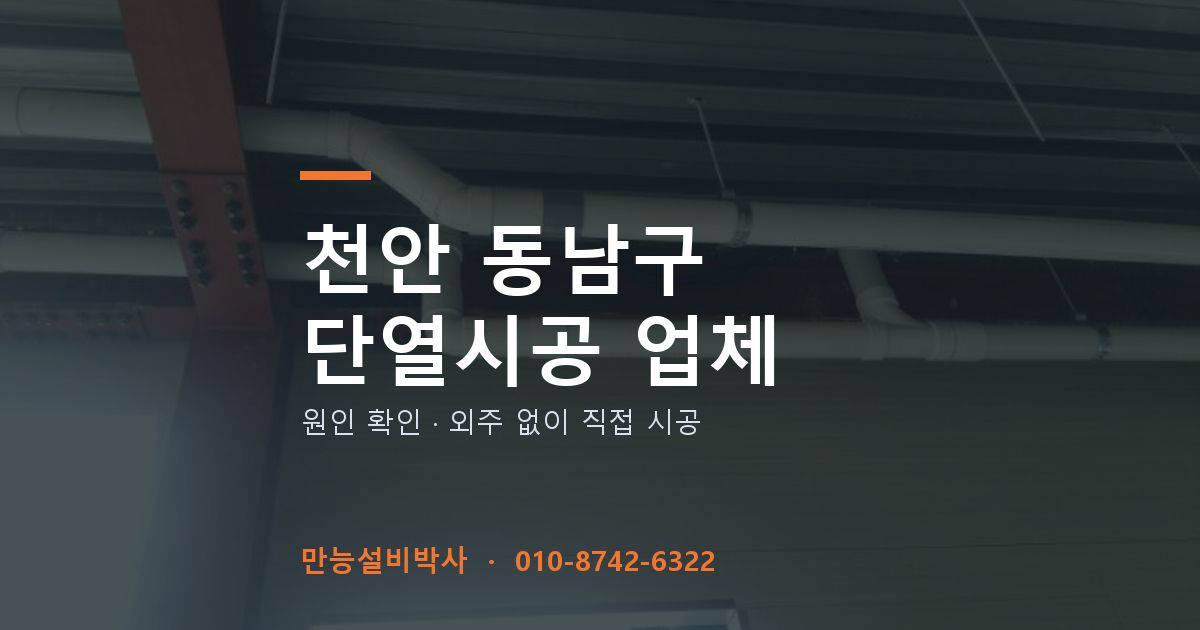 천안 동남구
단열시공 업체
원인 확인 · 외주 없이 직접 시공
만능설비박사 · 010-8742-6322